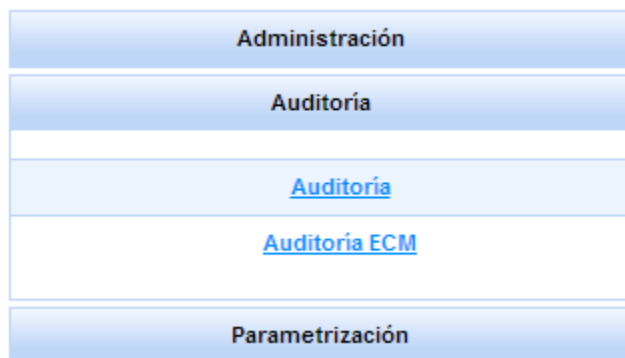 Administración
Auditoría
Auditoría
Auditoría ECM
Parametrización